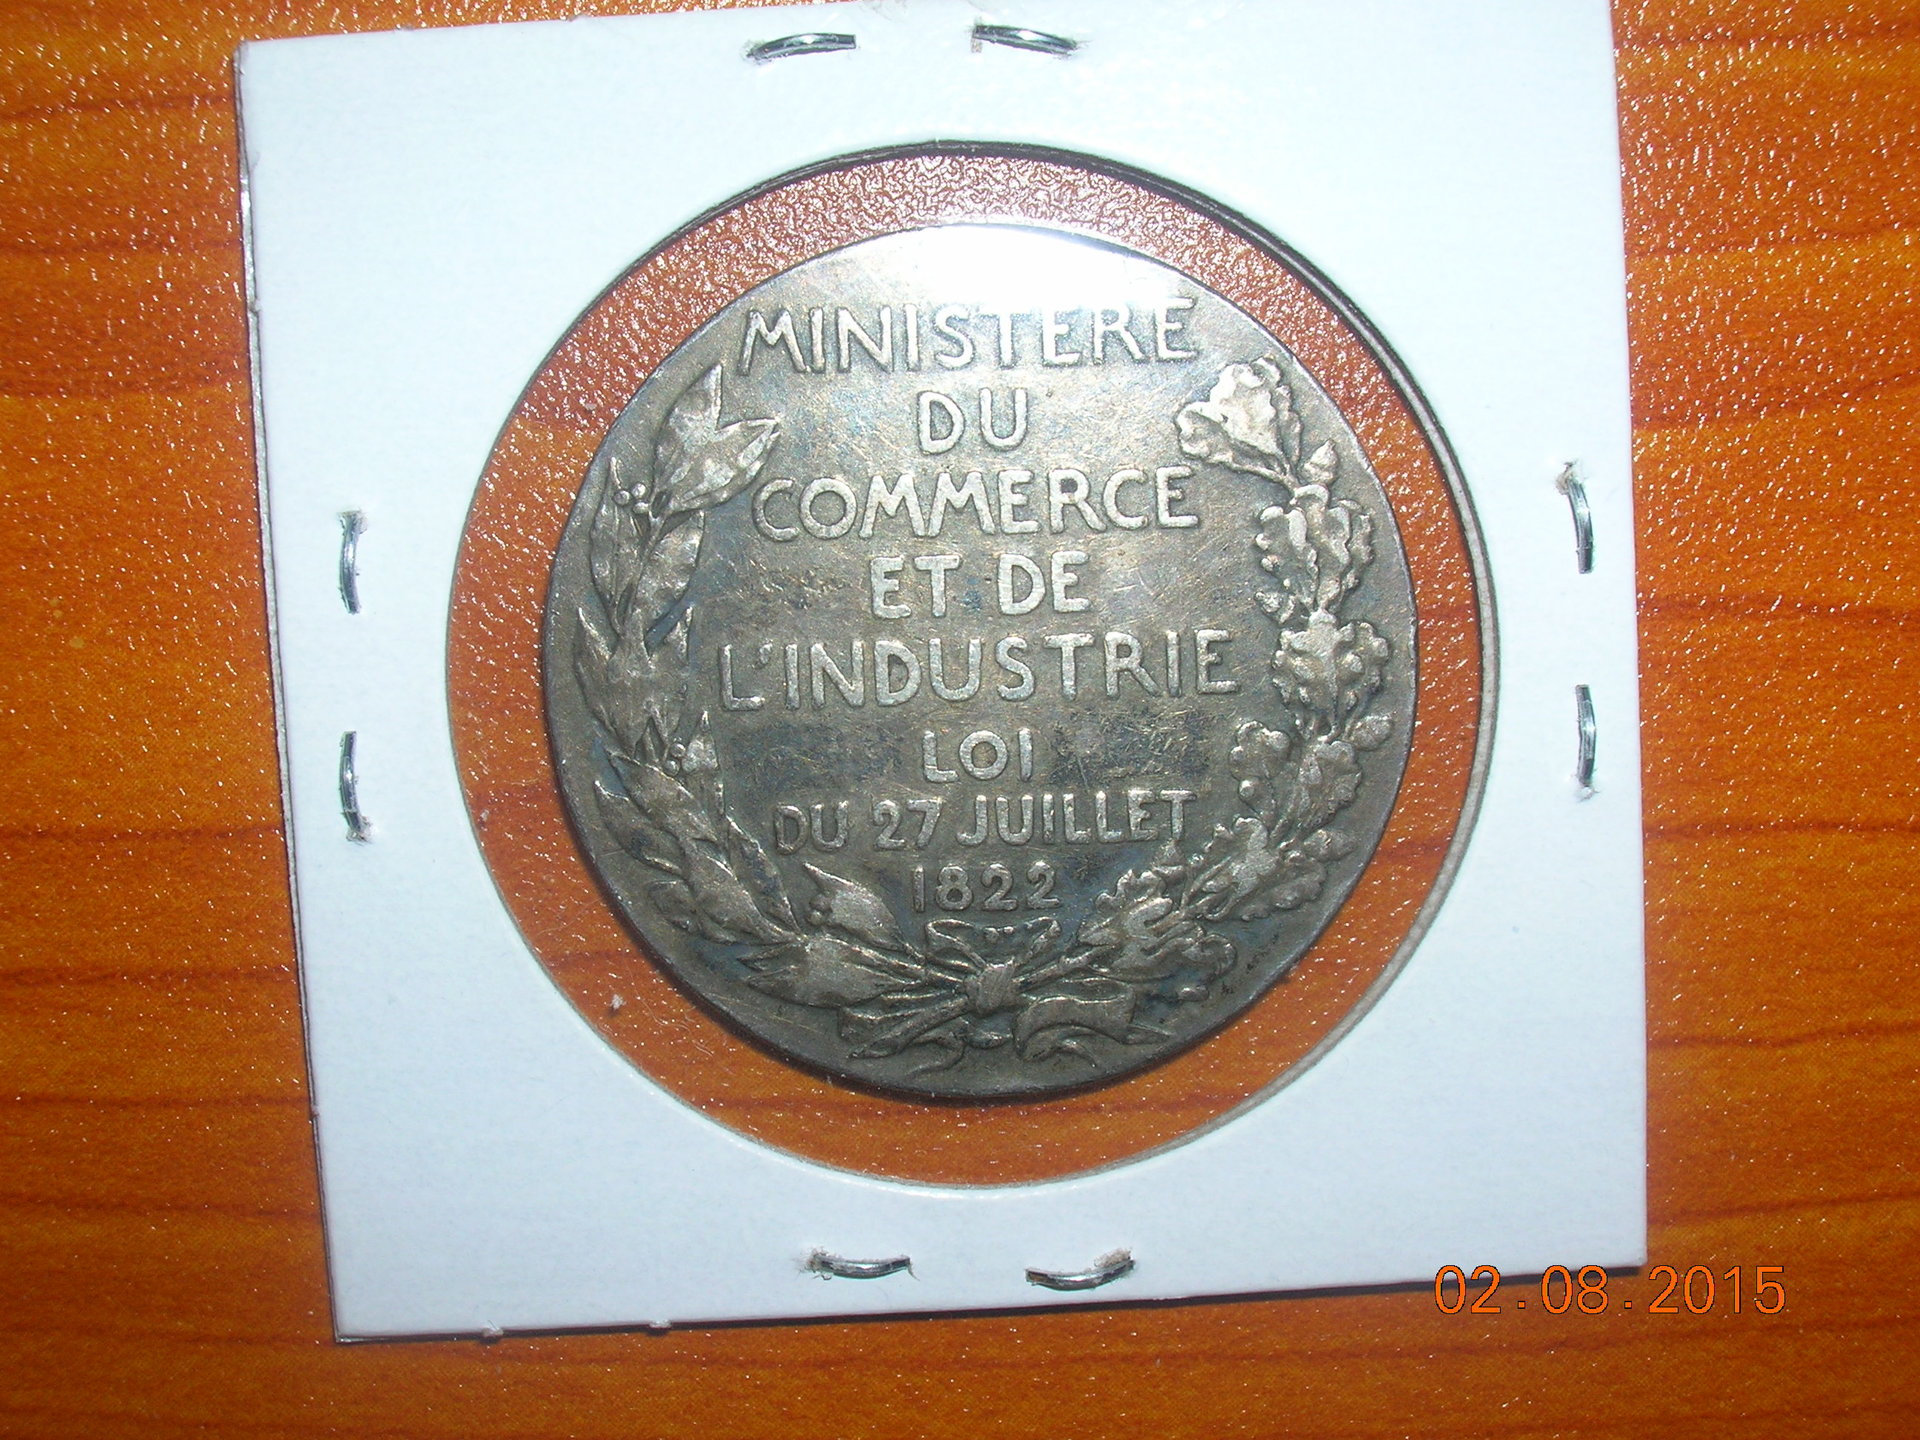 MINISTERE
DU
COMMERCE
ET DE
L'INDUSTRIE
LOI
DU 27 JUILLET
1822
02.08.2015